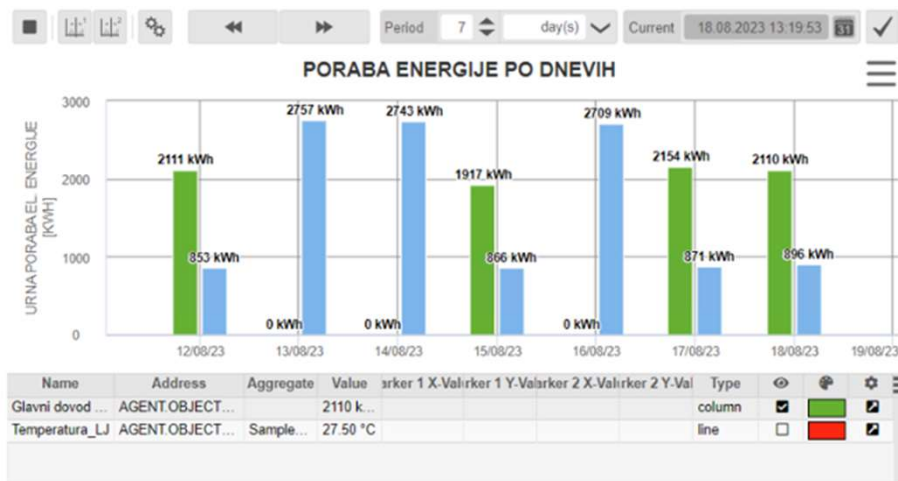 Period 7 day(s) Current 18.08.2023 13:19:53 31
PORABA ENERGIJE PO DNEVIH
URNA PORABA EL. ENERGIJE
[KWH]
3000
2000
1000
0
2111 kWh
853 kWh
0 kWh
2757 kWh
0 kWh
2743 kWh
1917 kWh
866 kWh
0 kWh
2709 kWh
2154 kWh
871 kWh
2110 kWh
896 kWh
12/08/23 13/08/23 14/08/23 15/08/23 16/08/23 17/08/23 18/08/23 19/08/23
Name Address Aggregate Value arker 1 X-Val rker 1 Y-Val arker 2 X-Val rker 2 Y-Val Type
Glavni dovod ... AGENT.OBJECT... 2110 k... column
Temperatura_LJ AGENT.OBJECT... Sample... 27.50 °C line